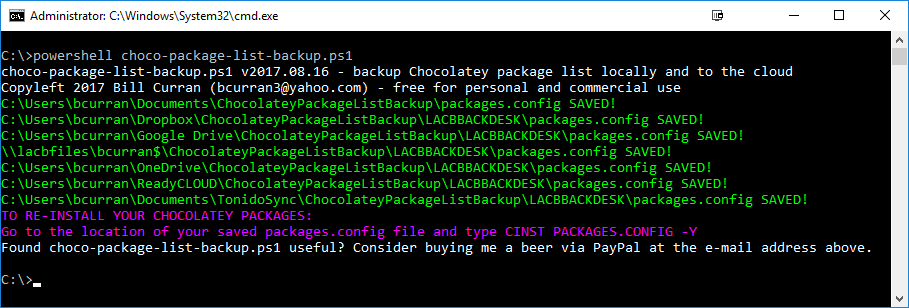 Administrator: C:\Windows\System32\cmd.exe
C:\>powershell choco-package-list-backup.ps1
choco-package-list-backup.ps1 v2017.08.16 - backup Chocolatey package list locally and to the cloud
Copyleft 2017 Bill Curran (bcurran3@yahoo.com) - free for personal and commercial use
C:\Users\bcurran\Documents\ChocolateyPackageListBackup\packages.config SAVED!
C:\Users\bcurran\Dropbox\ChocolateyPackageListBackup\LACBBACKDESK\packages.config SAVED!
C:\Users\bcurran\Google Drive\ChocolateyPackageListBackup\LACBBACKDESK\packages.config SAVED!
\\lacbfiles\bcurran$\ChocolateyPackageListBackup\LACBBACKDESK\packages.config SAVED!
C:\Users\bcurran\OneDrive\ChocolateyPackageListBackup\LACBBACKDESK\packages.config SAVED!
C:\Users\bcurran\ReadyCLOUD\ChocolateyPackageListBackup\LACBBACKDESK\packages.config SAVED!
C:\Users\bcurran\Documents\TonidoSync\ChocolateyPackageListBackup\LACBBACKDESK\packages.config SAVED!
TO RE-INSTALL YOUR CHOCOLATEY PACKAGES:
Go to the location of your saved packages.config file and type CINST PACKAGES.CONFIG -Y
Found choco-package-list-backup.ps1 useful? Consider buying me a beer via PayPal at the e-mail address above.
C:\>